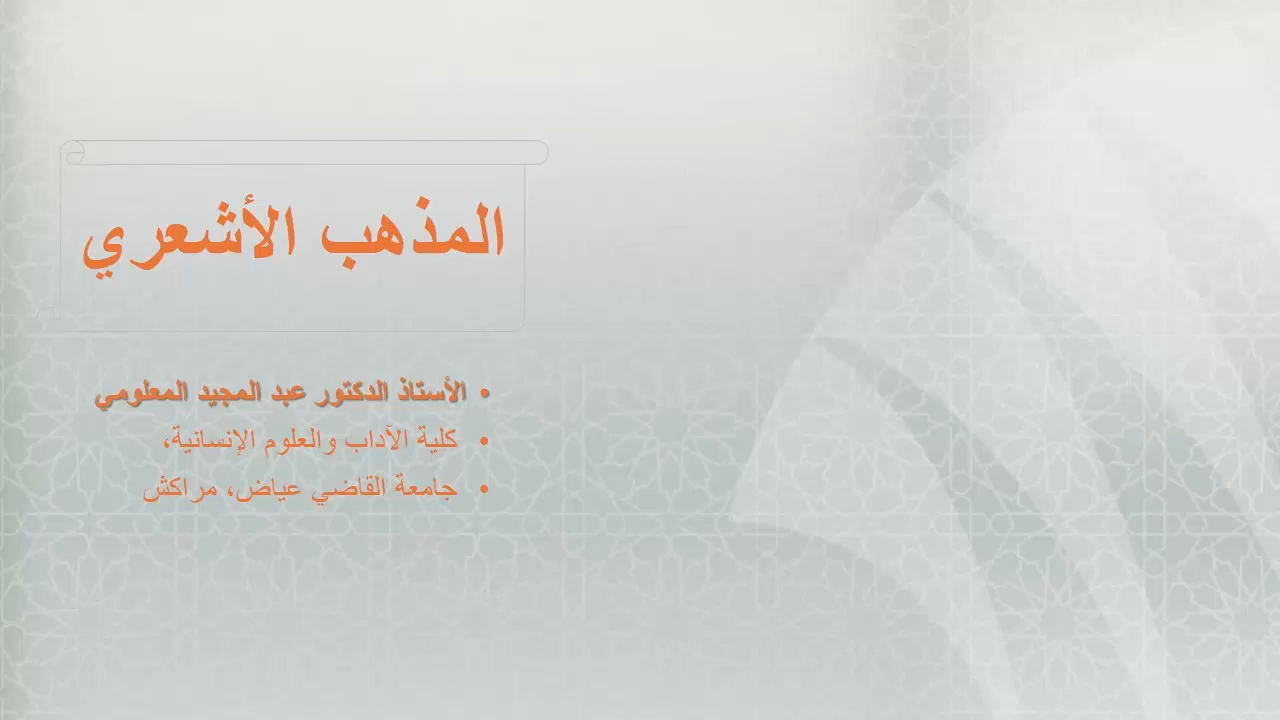 المذهب الأشعري
• الأستاذ الدكتور عبد المجيد المعلومي
• كلية الآداب والعلوم الإنسانية،
• جامعة القاضي عياض، مراكش